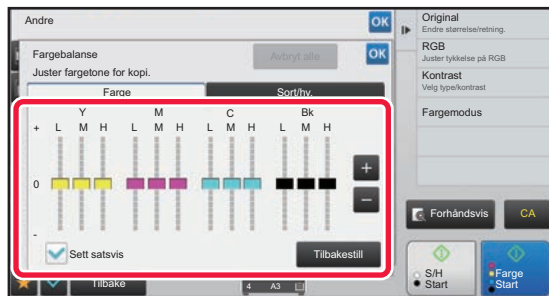 Andre
OK
Fargebalanse
Avbryt alle
OK
Juster fargetone for kopi.
Farge
Sort/hv.
Y M C Bk
+ L M H L M H L M H L M H
+
0
−
-
Sett satsvis
Tilbakestill
Tilbake
4 A3
Original
Endre størrelse/retning.
RGB
Juster tykkelse på RGB
Kontrast
Velg type/kontrast
Fargemodus
Forhåndsvis
CA
S/H
Start
Farge
Start